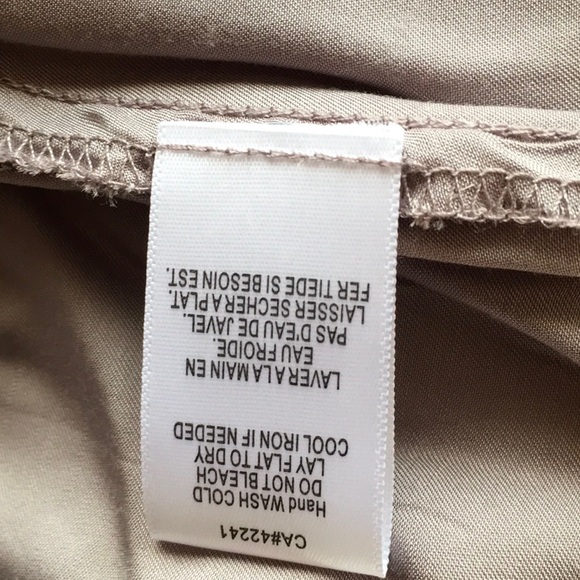 CA#42241
Hand WASH COLD
DO NOT BLEACH
LAY FLAT TO DRY
COOL IRON IF NEEDED
LAVER A LA MAIN EN
EAU FROIDE.
PAS D'EAU DE JAVEL.
LAISSER SECHER A PLAT.
FER TIEDE SI BESOIN EST.